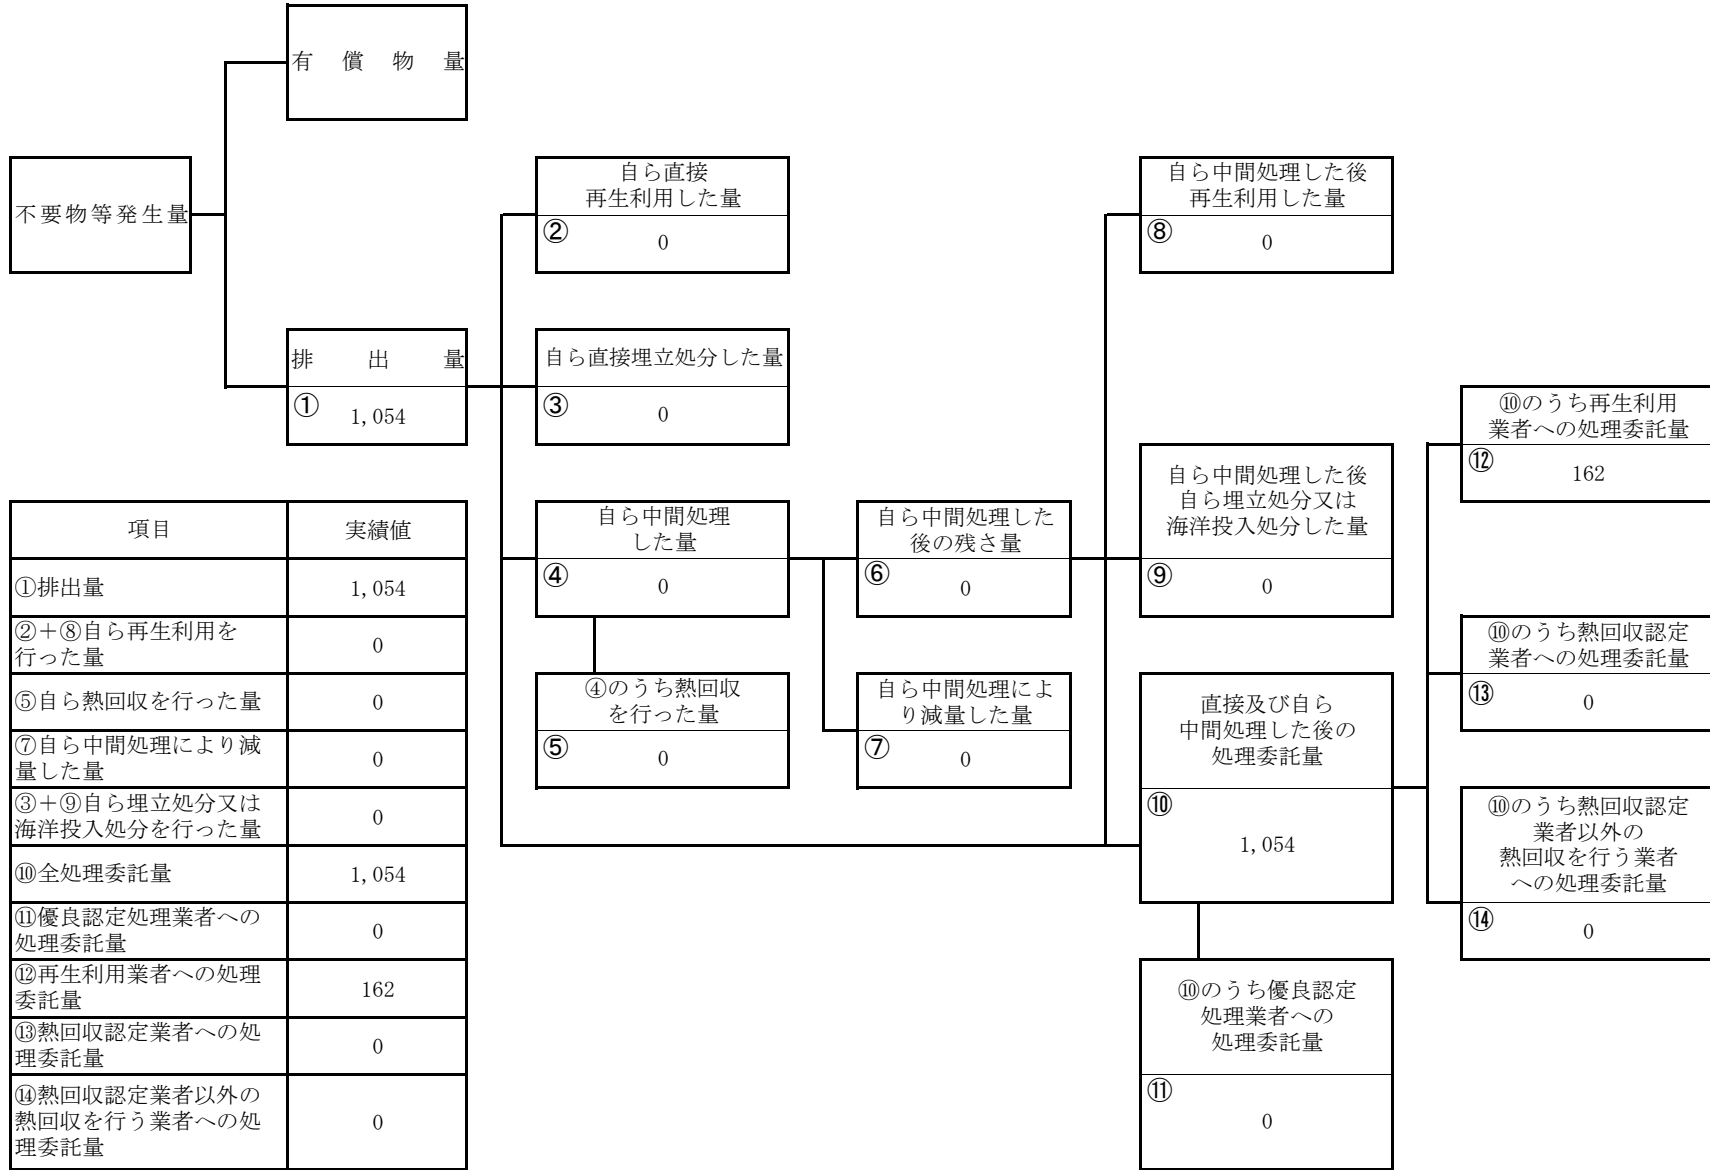 有償物量
不要物等発生量
排出量
① 1,054
自ら直接
再生利用した量
② 0
自ら直接埋立処分した量
③ 0
自ら中間処理
した量
④ 0
④のうち熱回収
を行った量
⑤ 0
自ら中間処理した
後の残さ量
⑥ 0
自ら中間処理によ
り減量した量
⑦ 0
自ら中間処理した後
再生利用した量
⑧ 0
自ら中間処理した後
自ら埋立処分又は
海洋投入処分した量
⑨ 0
直接及び自ら
中間処理した後の
処理委託量
⑩
1,054
⑩のうち優良認定
処理業者への
処理委託量
⑪
0
⑩のうち再生利用
業者への処理委託量
⑫ 162
⑩のうち熱回収認定
業者への処理委託量
⑬ 0
⑩のうち熱回収認定
業者以外の
熱回収を行う業者
への処理委託量
⑭ 0
項目 実績値
①排出量 1,054
②＋⑧自ら再生利用を
行った量 0
⑤自ら熱回収を行った量 0
⑦自ら中間処理により減
量した量 0
③＋⑨自ら埋立処分又は
海洋投入処分を行った量 0
⑩全処理委託量 1,054
⑪優良認定処理業者への
処理委託量 0
⑫再生利用業者への処理
委託量 162
⑬熱回収認定業者への処
理委託量 0
⑭熱回収認定業者以外の
熱回収を行う業者への処 0
理委託量